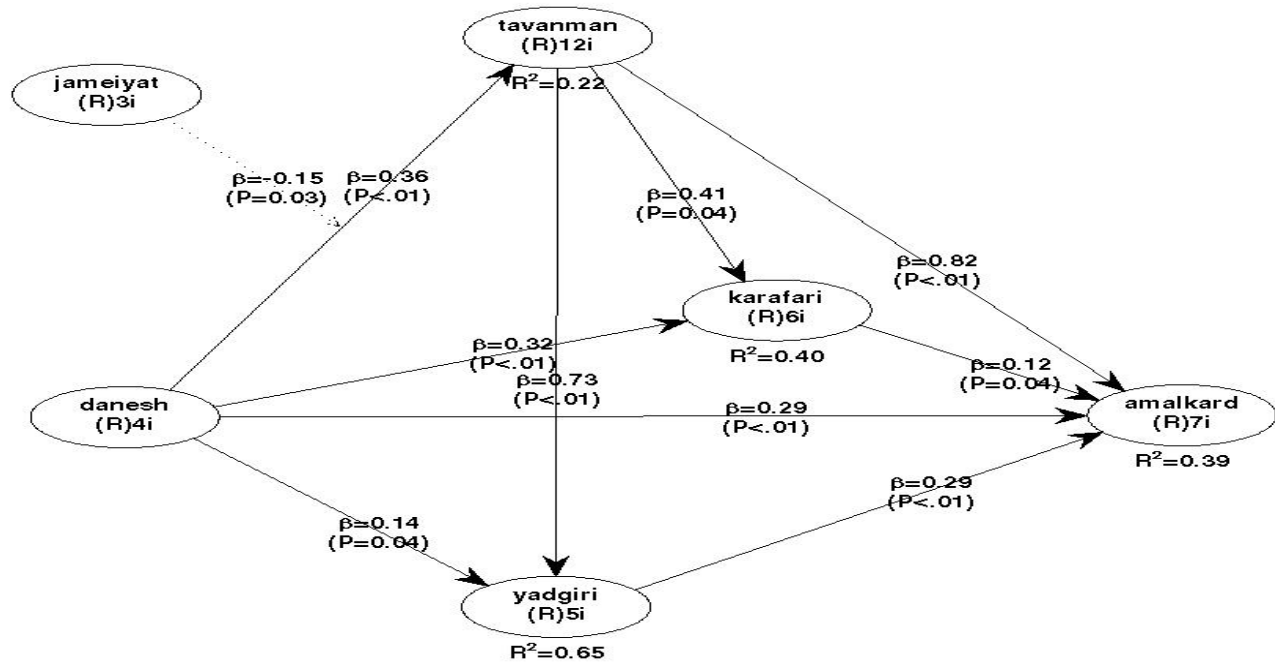 tavanman
(R)12i
R²=0.22
jameiyat
(R)3i
β=-0.15
(P=0.03)
β=0.36
(P<.01)
β=0.41
(P=0.04)
β=0.82
(P<.01)
karafari
(R)6i
R²=0.40
β=0.32
(P<.01)
β=0.73
(P<.01)
β=0.12
(P=0.04)
danesh
(R)4i
β=0.29
(P<.01)
amalkard
(R)7i
R²=0.39
β=0.29
(P<.01)
β=0.14
(P=0.04)
yadgiri
(R)5i
R²=0.65